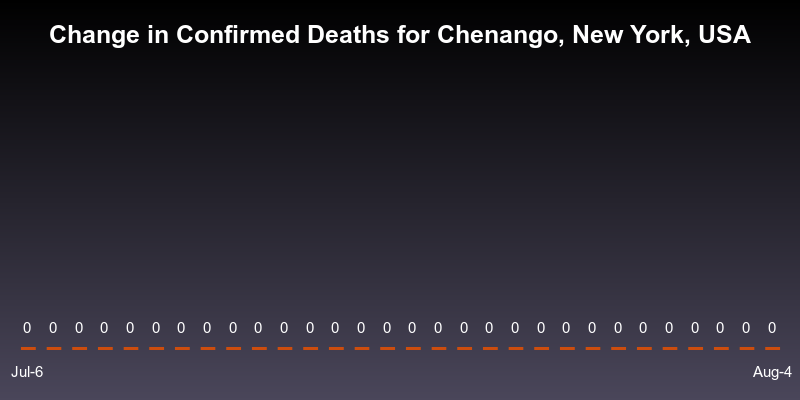 Change in Confirmed Deaths for Chenango, New York, USA
0 0 0 0 0 0 0 0 0 0 0 0 0 0 0 0 0 0 0 0 0 0 0 0 0 0 0 0 0 0
Jul-6 Aug-4